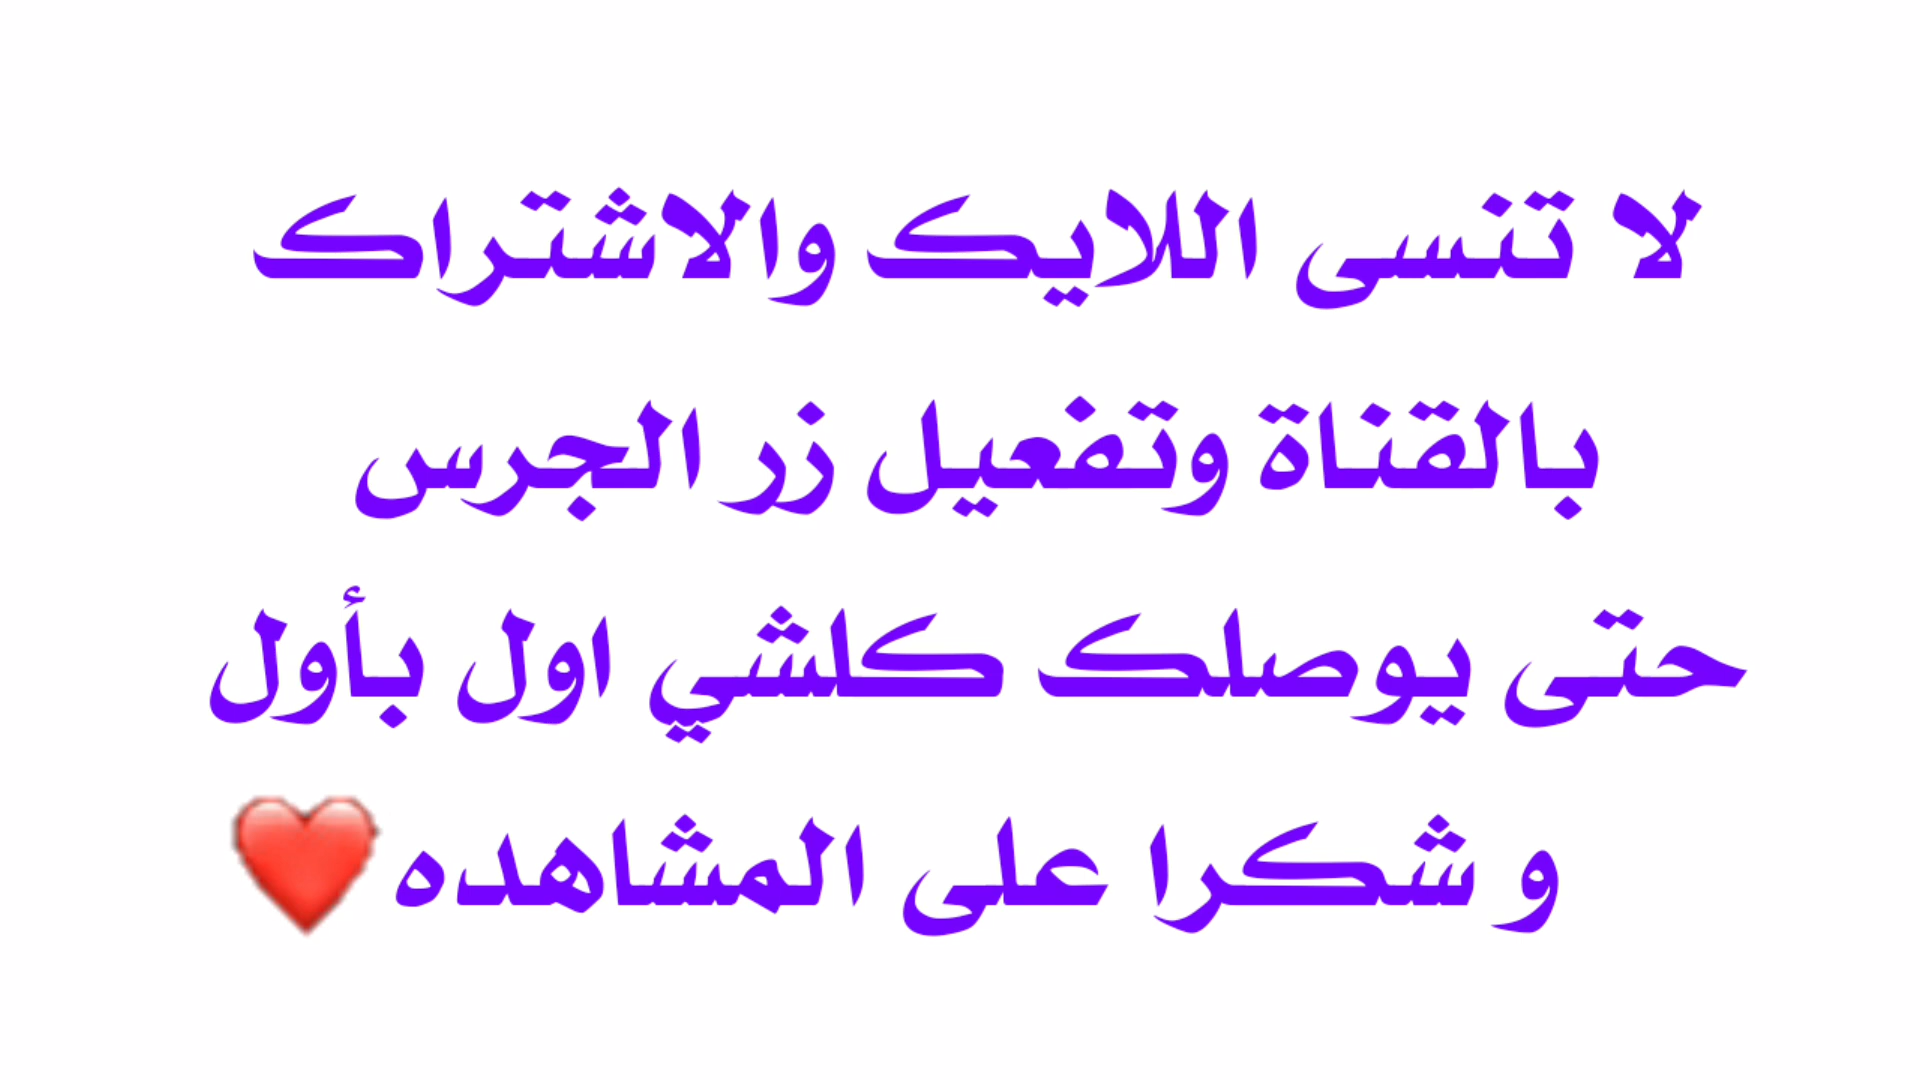 لا تنسى اللايك والاشتراك
بالقناة وتفعيل زر الجرس
حتى يوصلك كلشي اول بأول
و شكرا على المشاهده ❤️